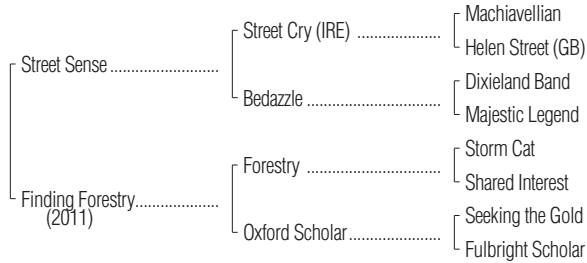 Machiavellian
Street Cry (IRE) ..................
Helen Street (GB)
Street Sense ........................
Dixieland Band
Bedazzle ..............................
Majestic Legend
Storm Cat
Forestry ..............................
Shared Interest
Finding Forestry..................
(2011)
Seeking the Gold
Oxford Scholar.....................
Fulbright Scholar